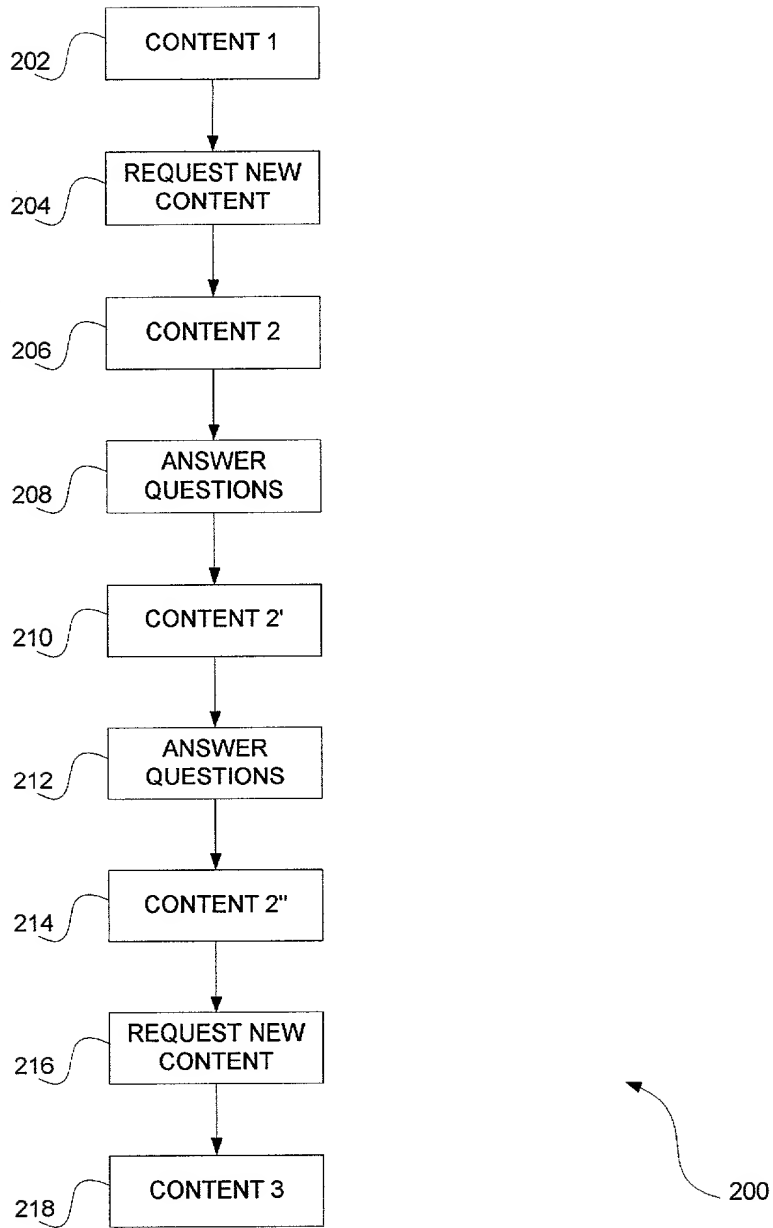 CONTENT 1
202
REQUEST NEW
CONTENT
204
CONTENT 2
206
ANSWER
QUESTIONS
208
CONTENT 2'
210
ANSWER
QUESTIONS
212
CONTENT 2"
214
REQUEST NEW
CONTENT
216
CONTENT 3
218
200